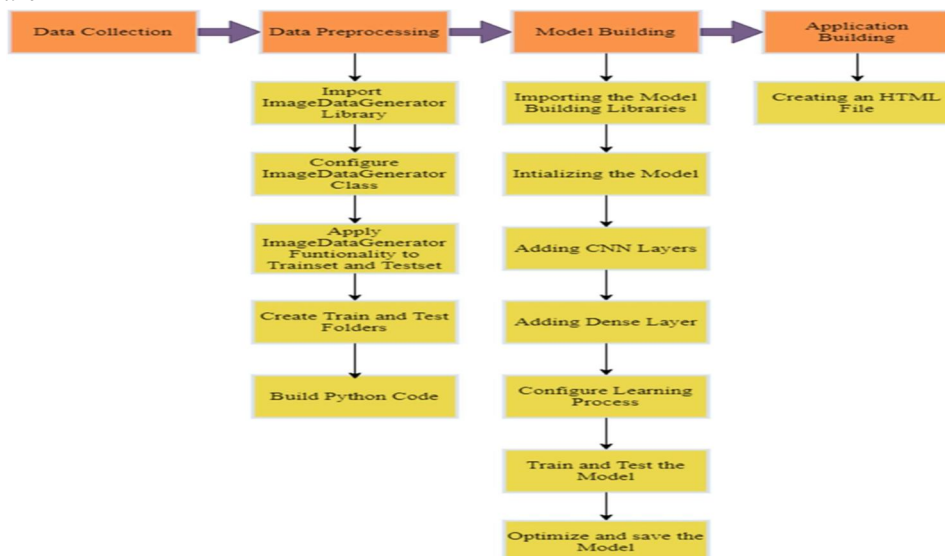 Data Collection
Data Preprocessing
Model Building
Application
Building
Import
ImageDataGenerator
Library
Configure
ImageDataGenerator
Class
Apply
ImageDataGenerator
Funtionality to
Trainset and Testset
Create Train and Test
Folders
Build Python Code
Importing the Model
Building Libraries
Intializing the Model
Adding CNN Layers
Adding Dense Layer
Configure Learning
Process
Train and Test the
Model
Optimize and save the
Model
Creating an HTML
File